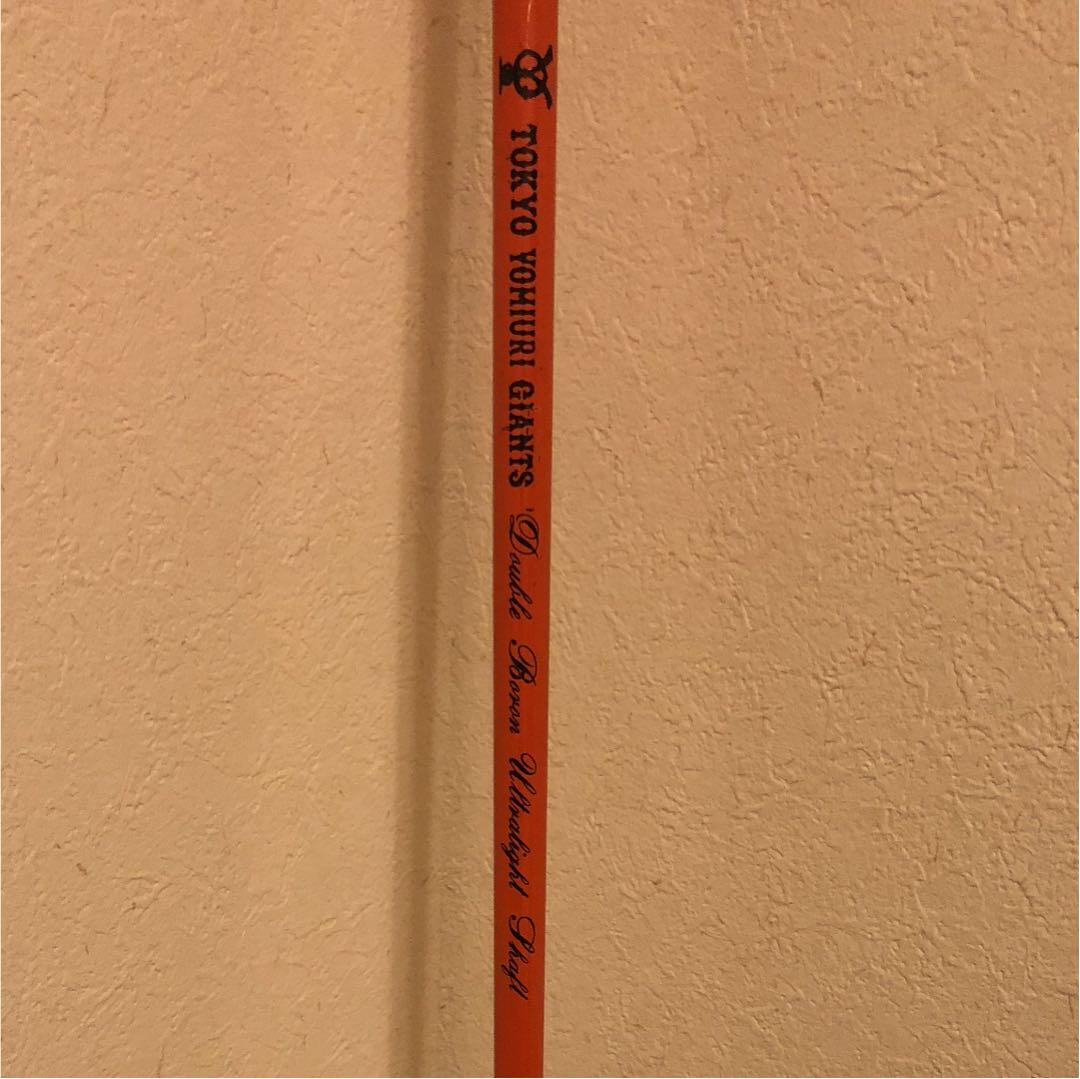 TOKYO YOMIURI GIANTS 'Double Boron Ultralight Shaft'